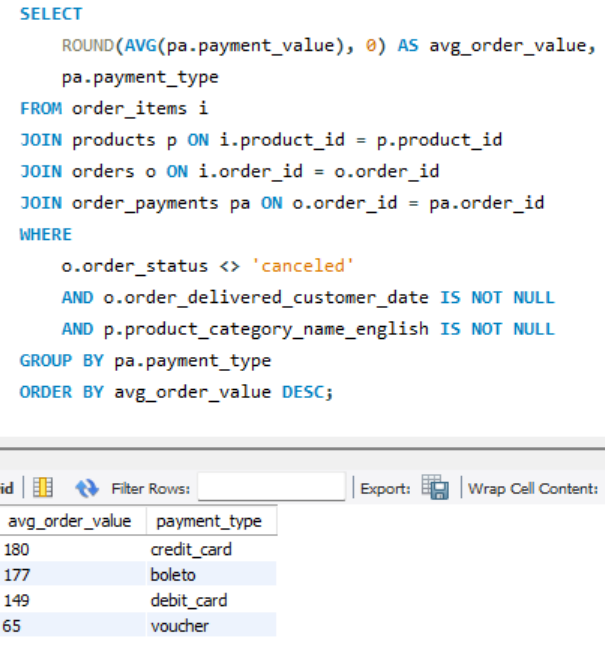 SELECT
ROUND(AVG(pa.payment_value), 0) AS avg_order_value,
pa.payment_type
FROM order_items i
JOIN products p ON i.product_id = p.product_id
JOIN orders o ON i.order_id = o.order_id
JOIN order_payments pa ON o.order_id = pa.order_id
WHERE
o.order_status <> 'canceled'
AND o.order_delivered_customer_date IS NOT NULL
AND p.product_category_name_english IS NOT NULL
GROUP BY pa.payment_type
ORDER BY avg_order_value DESC;
id Filter Rows: Export: Wrap Cell Content:
avg_order_value payment_type
180 credit_card
177 boleto
149 debit_card
65 voucher